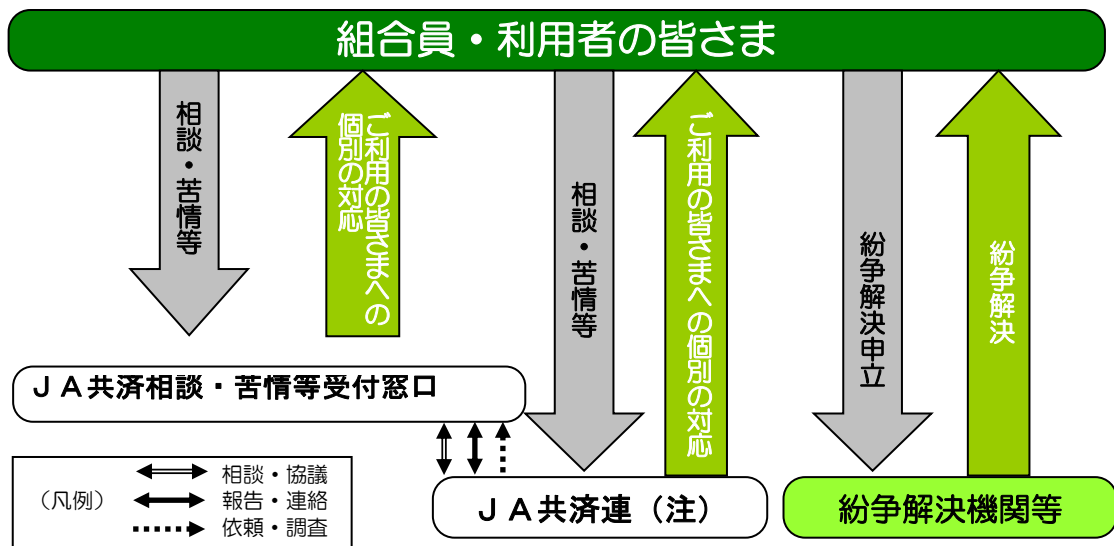 組合員・利用者の皆さま
相談・苦情等
ご利用の皆さまへの
個別の対応
相談・苦情等
ご利用の皆さまへの個別の対応
紛争解決申立
紛争解決
ＪＡ共済相談・苦情等受付窓口
ＪＡ共済連（注）
紛争解決機関等
（凡例）
相談・協議
報告・連絡
依頼・調査